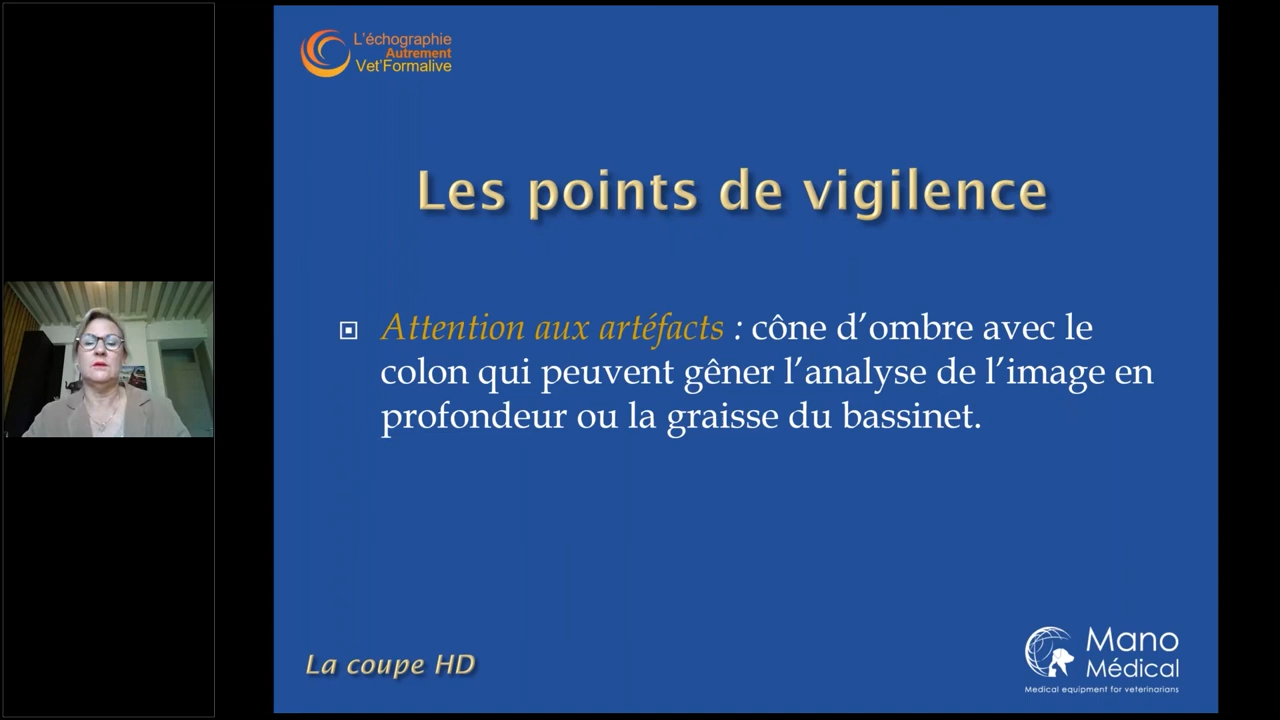 L'échographie
Autrement
Vet'Formalive
Les points de vigilence
Attention aux artéfacts : cône d'ombre avec le
colon qui peuvent gêner l'analyse de l'image en
profondeur ou la graisse du bassinet.
La coupe HD
Mano
Médical
Medical equipment for veterinarians